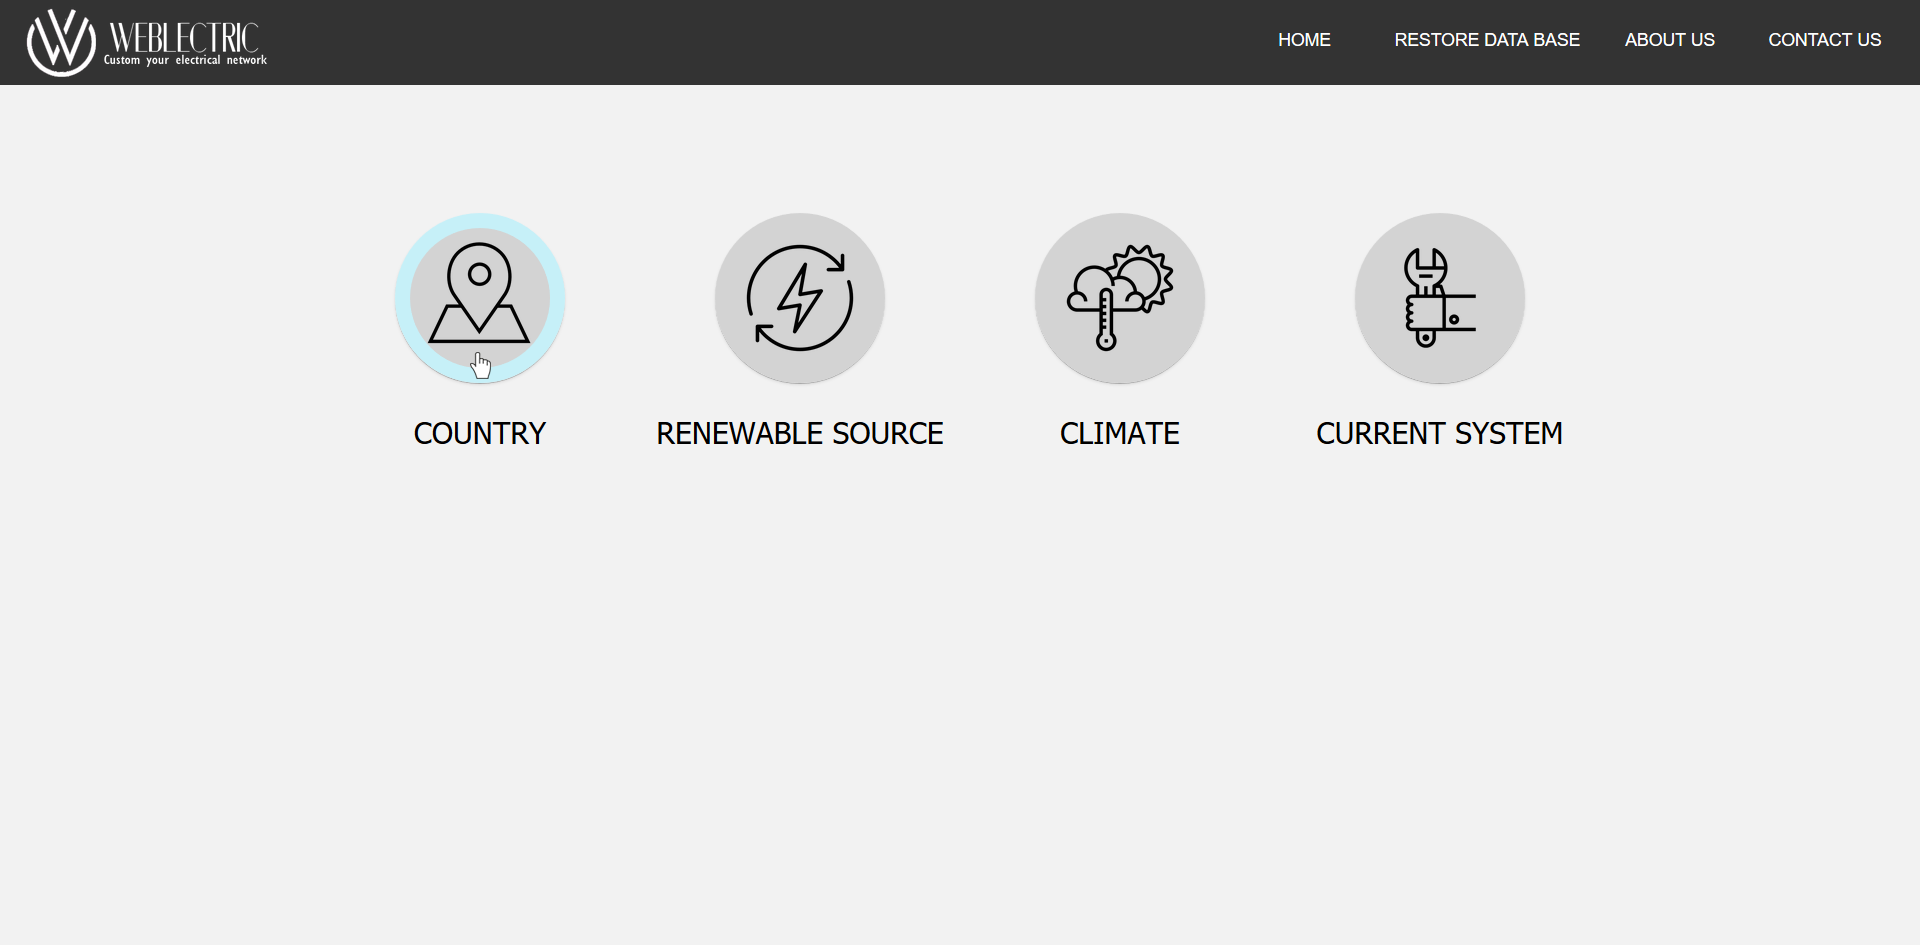 WEBLECTRIC
Custom your electrical network
HOME
RESTORE DATA BASE
ABOUT US
CONTACT US
COUNTRY
RENEWABLE SOURCE
CLIMATE
CURRENT SYSTEM